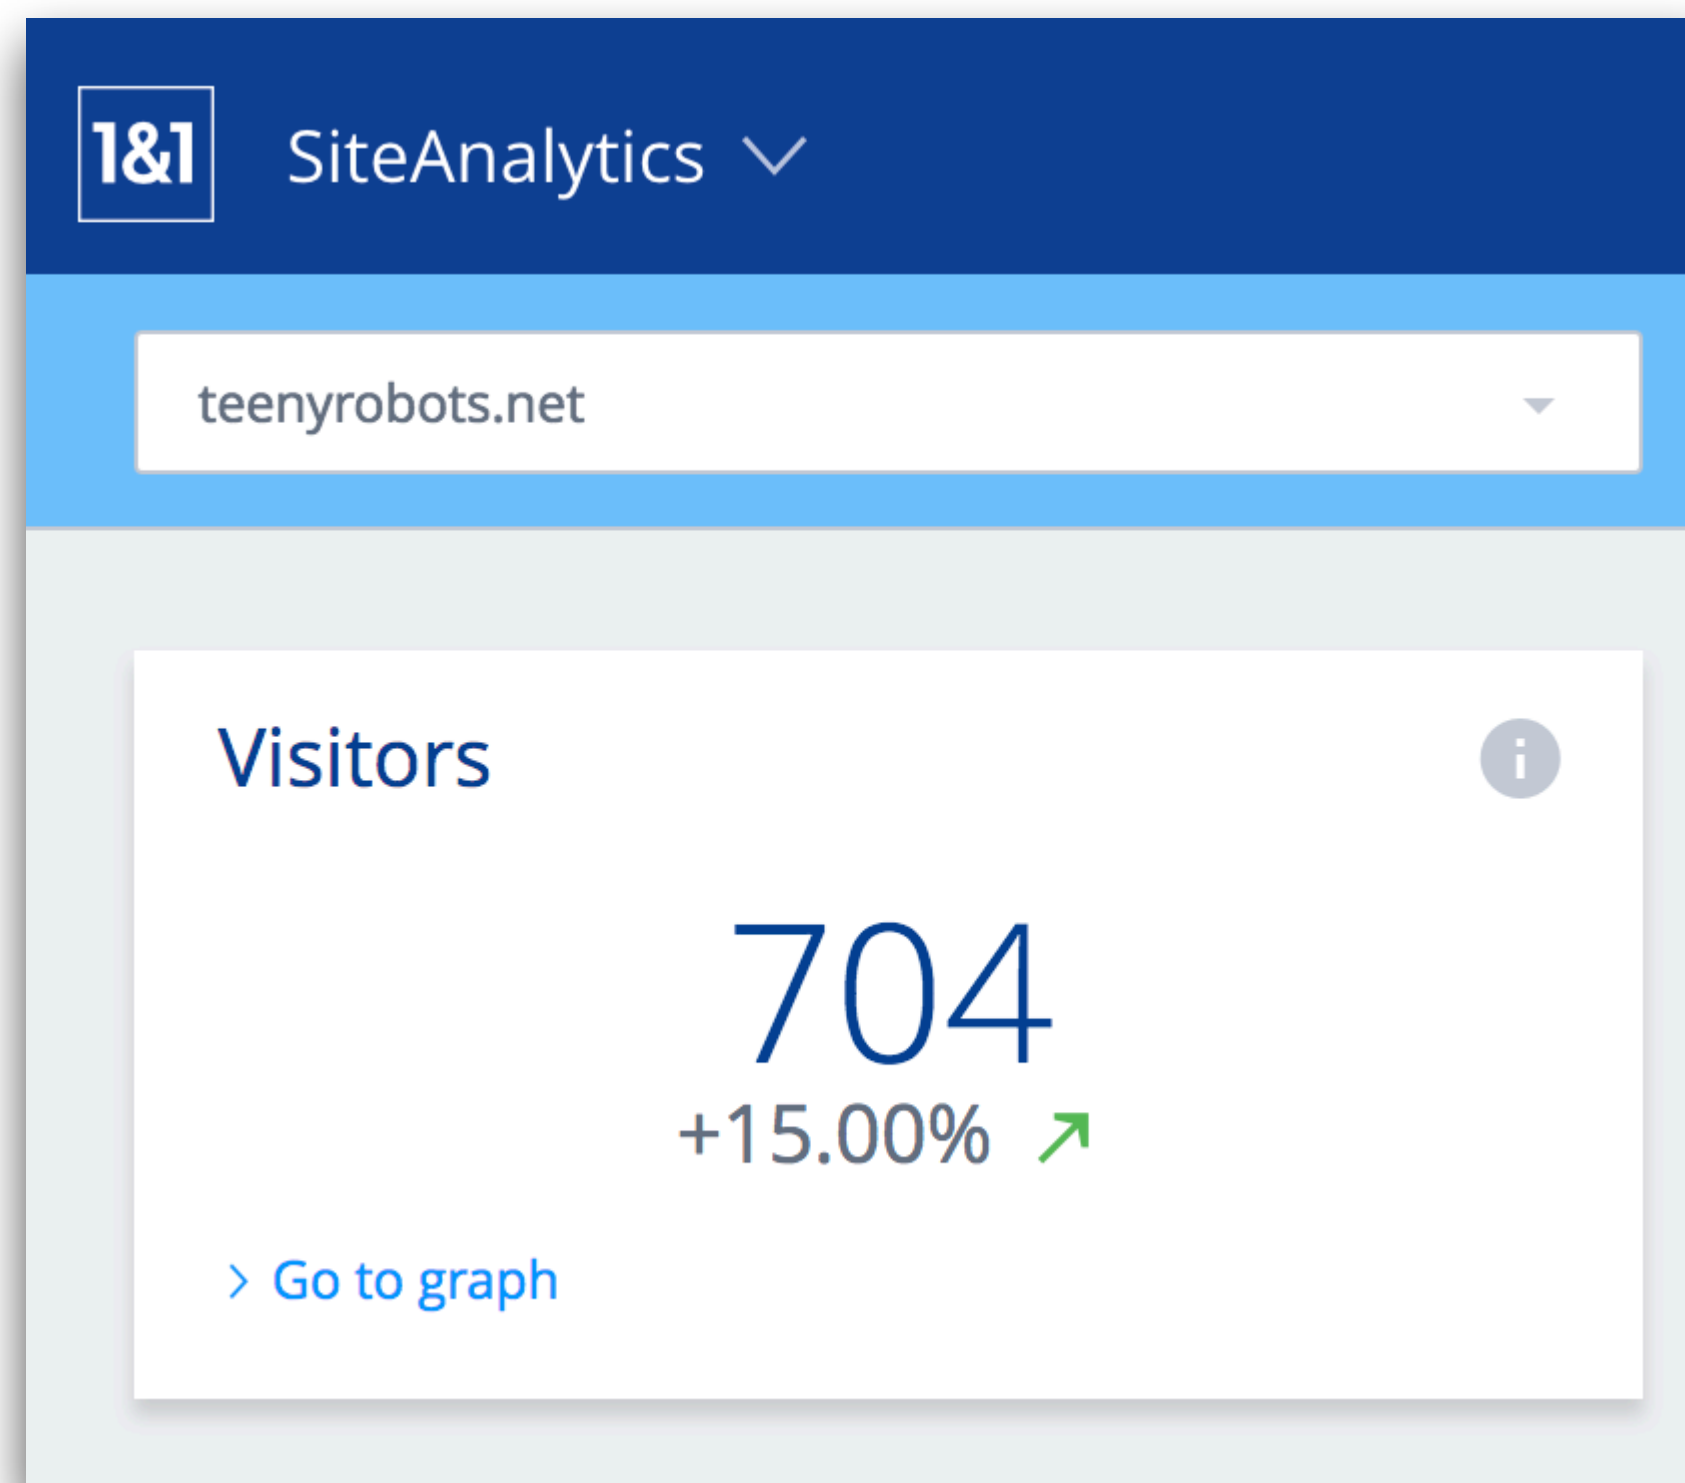 1&1 SiteAnalytics
teenyrobots.net
Visitors
i
704
+15.00%
Go to graph